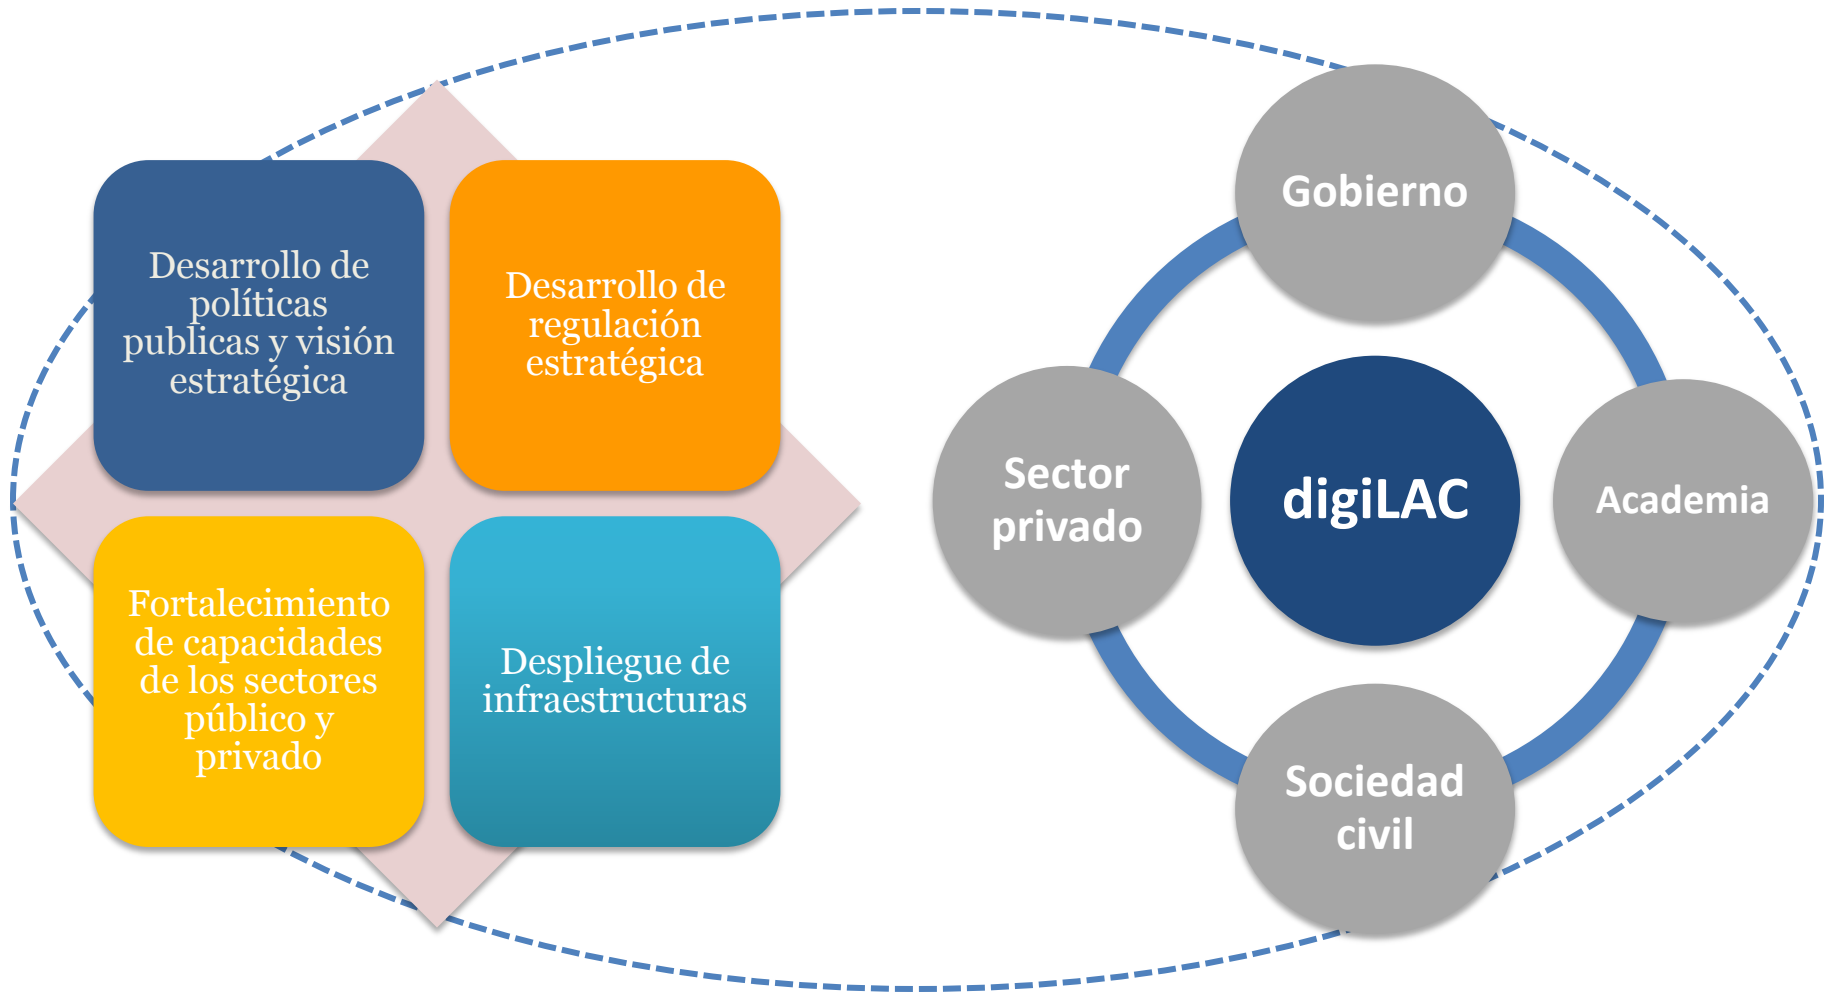 Desarrollo de
políticas
publicas y visión
estratégica
Desarrollo de
regulación
estratégica
Fortalecimiento
de capacidades
de los sectores
público y
privado
Despliegue de
infraestructuras
Gobierno
Sector
privado
digiLAC
Academia
Sociedad
civil